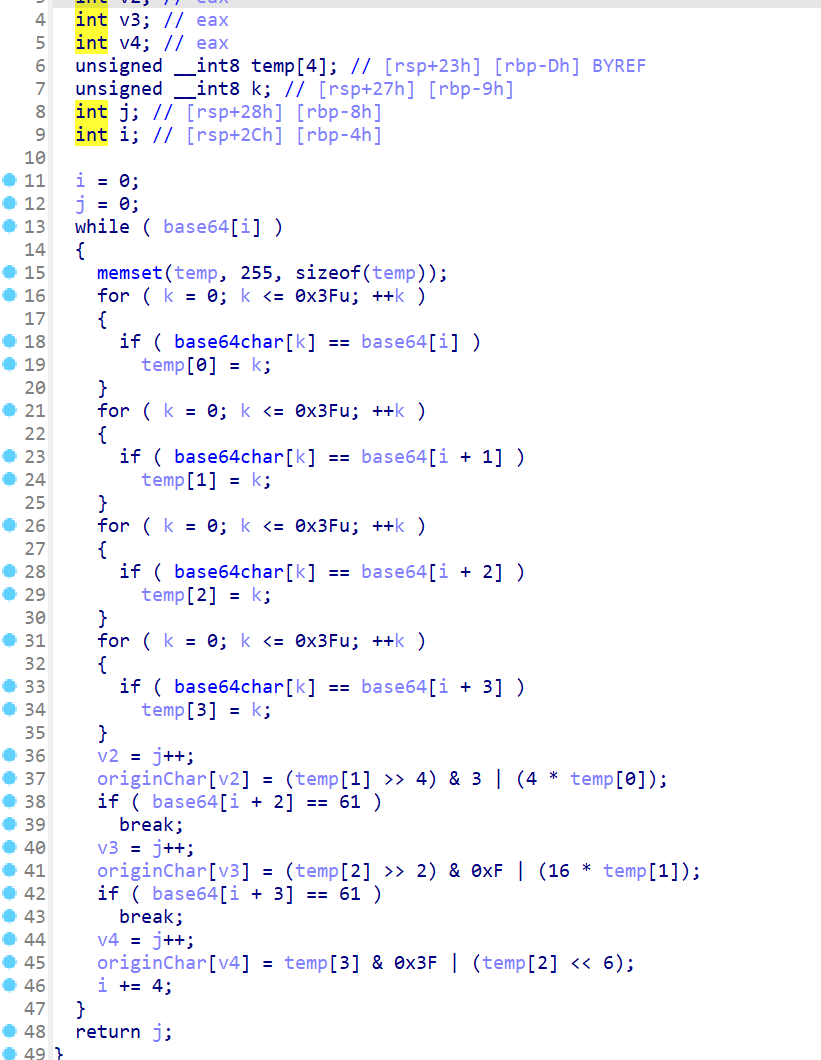 4 int v3; // eax
5 int v4; // eax
6 unsigned __int8 temp[4]; // [rsp+23h] [rbp-Dh] BYREF
7 unsigned __int8 k; // [rsp+27h] [rbp-9h]
8 int j; // [rsp+28h] [rbp-8h]
9 int i; // [rsp+2Ch] [rbp-4h]
10
11 i = 0;
12 j = 0;
13 while ( base64[i] )
14 {
15 memset(temp, 255, sizeof(temp));
16 for ( k = 0; k <= 0x3Fu; ++k )
17 {
18 if ( base64char[k] == base64[i] )
19 temp[0] = k;
20 }
21 for ( k = 0; k <= 0x3Fu; ++k )
22 {
23 if ( base64char[k] == base64[i + 1] )
24 temp[1] = k;
25 }
26 for ( k = 0; k <= 0x3Fu; ++k )
27 {
28 if ( base64char[k] == base64[i + 2] )
29 temp[2] = k;
30 }
31 for ( k = 0; k <= 0x3Fu; ++k )
32 {
33 if ( base64char[k] == base64[i + 3] )
34 temp[3] = k;
35 }
36 v2 = j++;
37 originChar[v2] = (temp[1] >> 4) & 3 | (4 * temp[0]);
38 if ( base64[i + 2] == 61 )
39 break;
40 v3 = j++;
41 originChar[v3] = (temp[2] >> 2) & 0xF | (16 * temp[1]);
42 if ( base64[i + 3] == 61 )
43 break;
44 v4 = j++;
45 originChar[v4] = temp[3] & 0x3F | (temp[2] << 6);
46 i += 4;
47 }
48 return j;
49 }